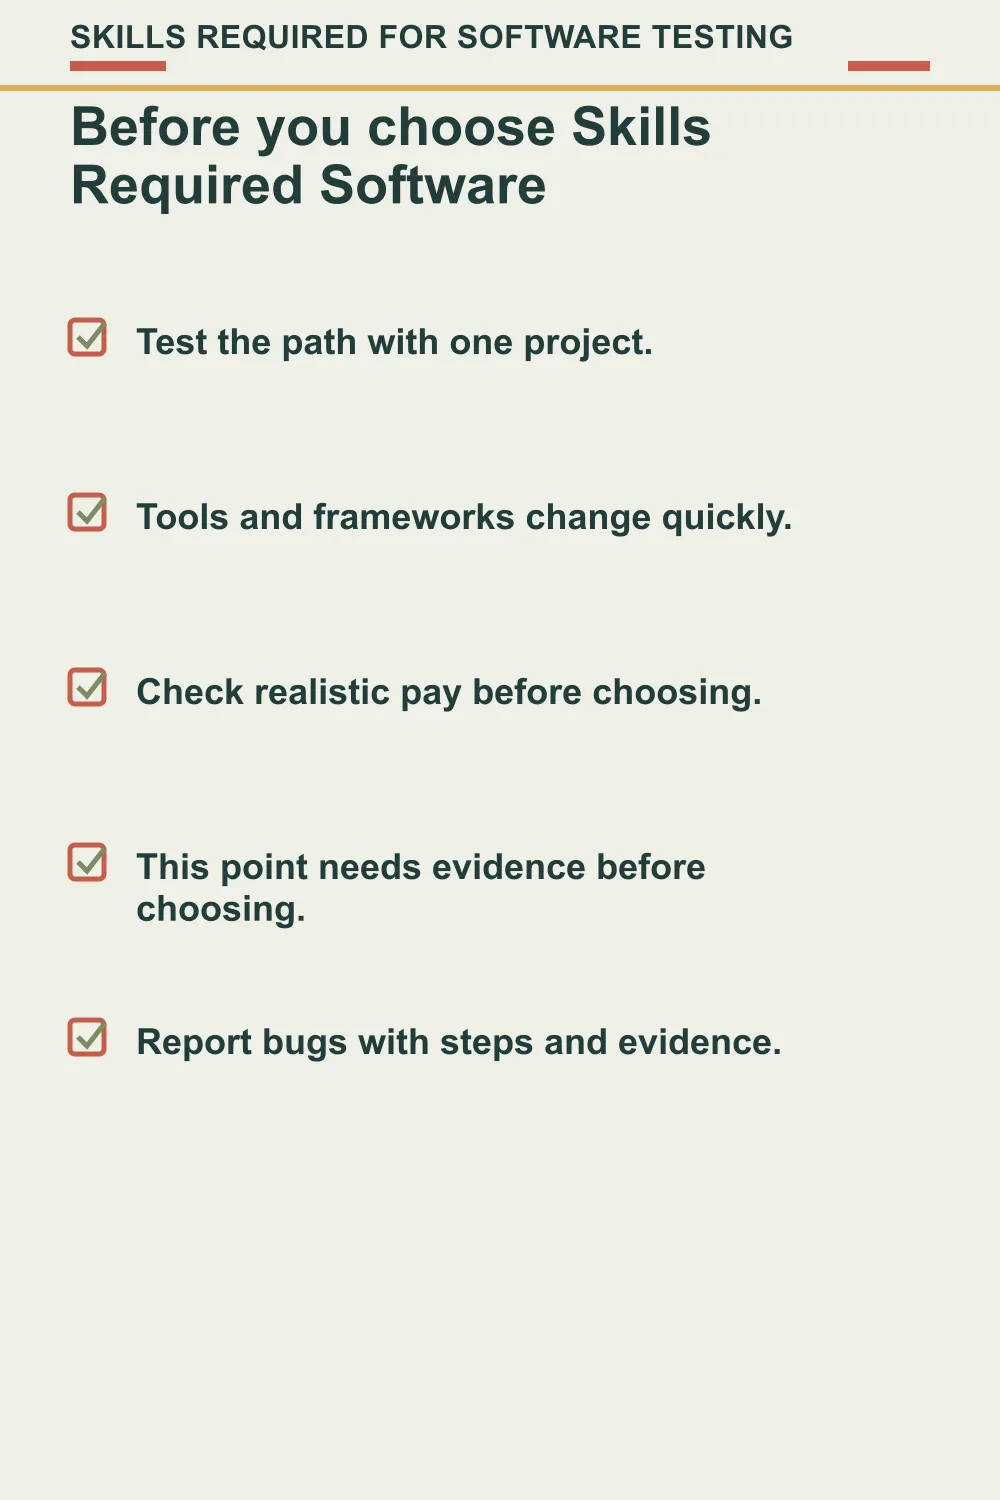 SKILLS REQUIRED FOR SOFTWARE TESTING
Before you choose Skills
Required Software
Test the path with one project.
Tools and frameworks change quickly.
Check realistic pay before choosing.
This point needs evidence before
choosing.
Report bugs with steps and evidence.